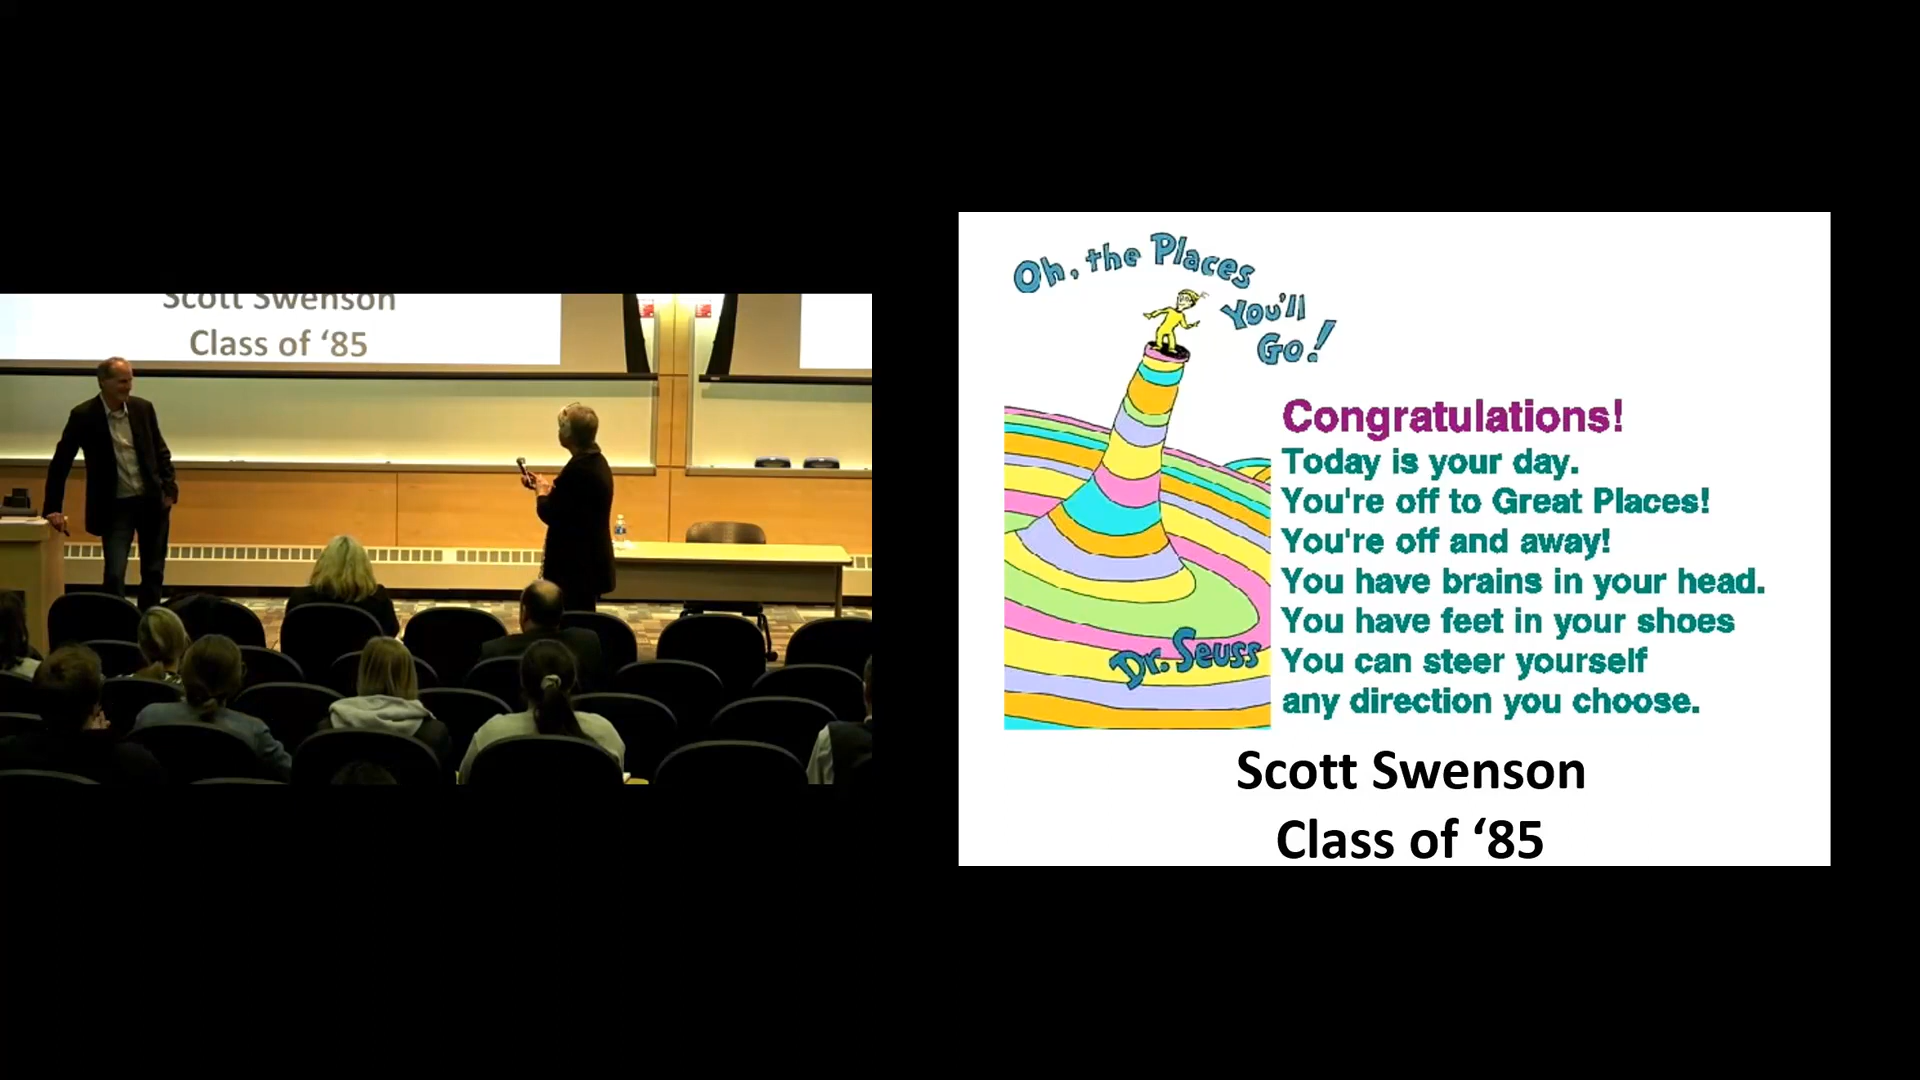 Scott Swenson
Class of ‘85
Oh, the Places
You'll
Go!
Congratulations!
Today is your day.
You're off to Great Places!
You're off and away!
You have brains in your head.
You have feet in your shoes
You can steer yourself
any direction you choose.
Dr. Seuss
Scott Swenson
Class of ‘85